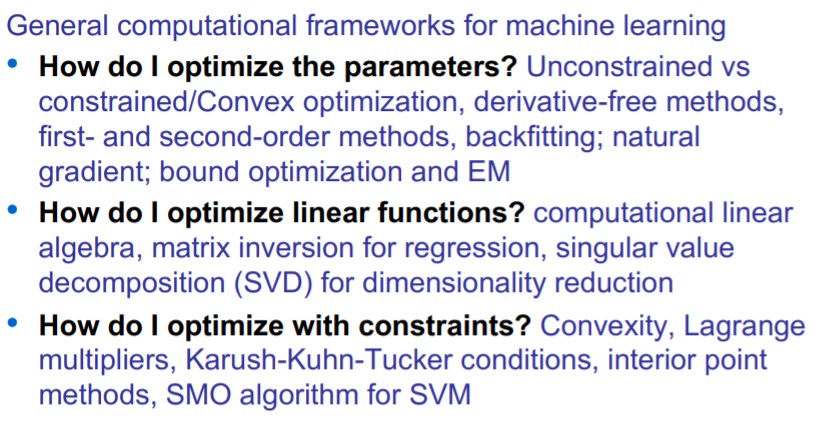 General computational frameworks for machine learning
• How do I optimize the parameters? Unconstrained vs
constrained/Convex optimization, derivative-free methods,
first- and second-order methods, backfitting; natural
gradient; bound optimization and EM
• How do I optimize linear functions? computational linear
algebra, matrix inversion for regression, singular value
decomposition (SVD) for dimensionality reduction
• How do I optimize with constraints? Convexity, Lagrange
multipliers, Karush-Kuhn-Tucker conditions, interior point
methods, SMO algorithm for SVM